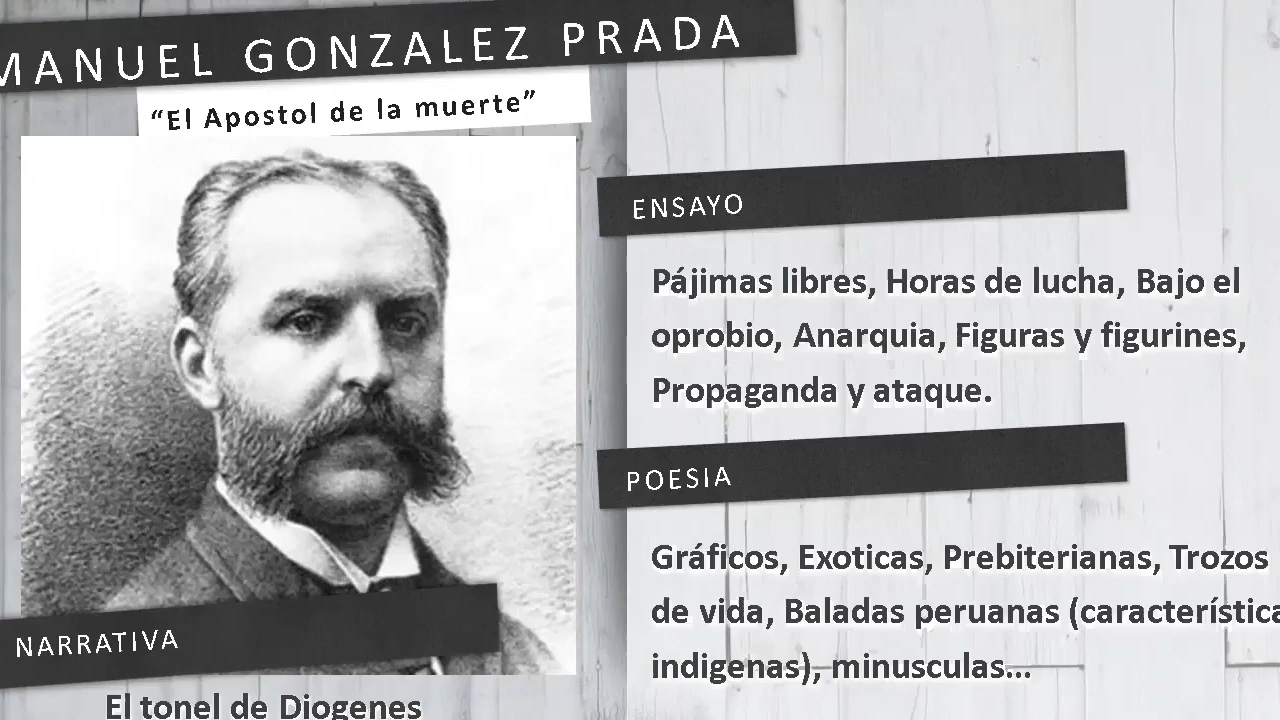 MANUEL GONZALEZ PRADA
“El Apostol de la muerte”
ENSAYO
Pájimas libres, Horas de lucha, Bajo el
oprobio, Anarquia, Figuras y figurines,
Propaganda y ataque.
POESIA
Gráficos, Exoticas, Prebiterianas, Trozos
de vida, Baladas peruanas (característica
indigenas), minusculas...
NARRATIVA
El tonel de Diogenes